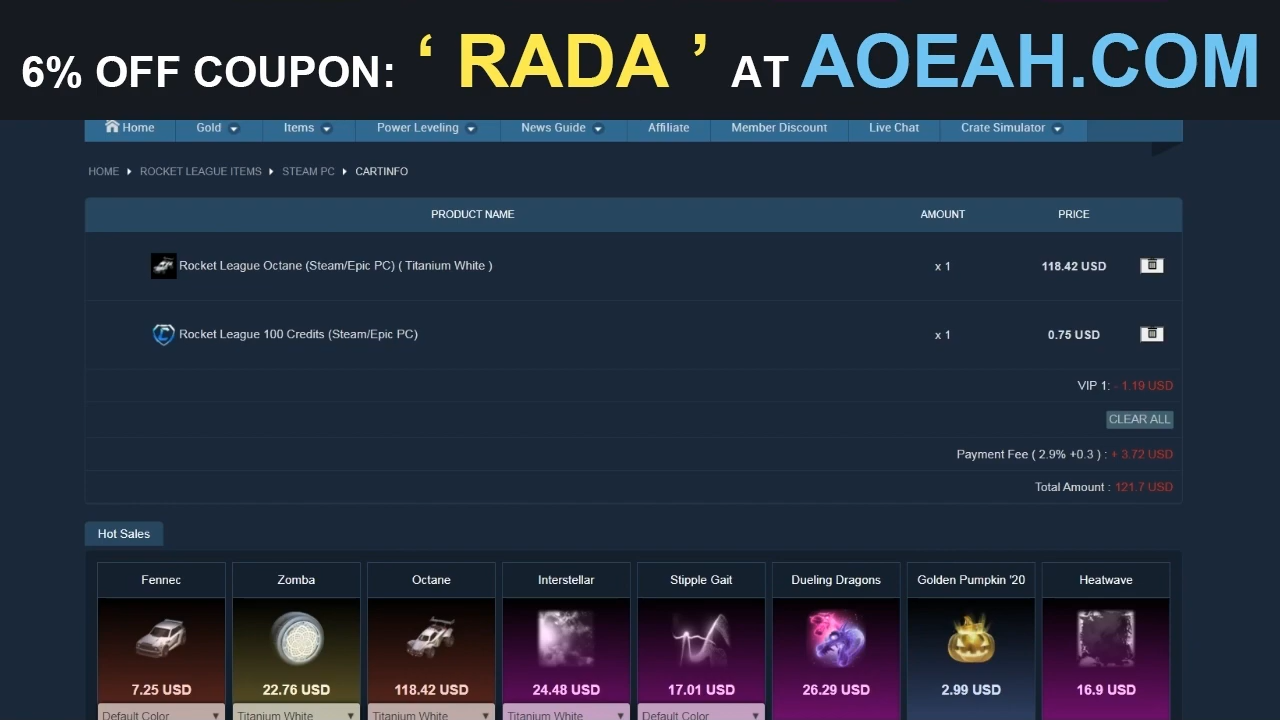 6% OFF COUPON: ‘ RADA ’ AT AOEAH.COM
Home Gold Items Power Leveling News Guide Affiliate Member Discount Live Chat Crate Simulator
HOME ROCKET LEAGUE ITEMS STEAM PC CARTINFO
PRODUCT NAME AMOUNT PRICE
Rocket League Octane (Steam/Epic PC) ( Titanium White ) x 1 118.42 USD
Rocket League 100 Credits (Steam/Epic PC) x 1 0.75 USD
VIP 1: - 1.19 USD
CLEAR ALL
Payment Fee ( 2.9% +0.3 ) : + 3.72 USD
Total Amount : 121.7 USD
Hot Sales
Fennec Zomba Octane Interstellar Stipple Gait Dueling Dragons Golden Pumpkin '20 Heatwave
7.25 USD 22.76 USD 118.42 USD 24.48 USD 17.01 USD 26.29 USD 2.99 USD 16.9 USD
Default Color Titanium White Titanium White Titanium White Default Color